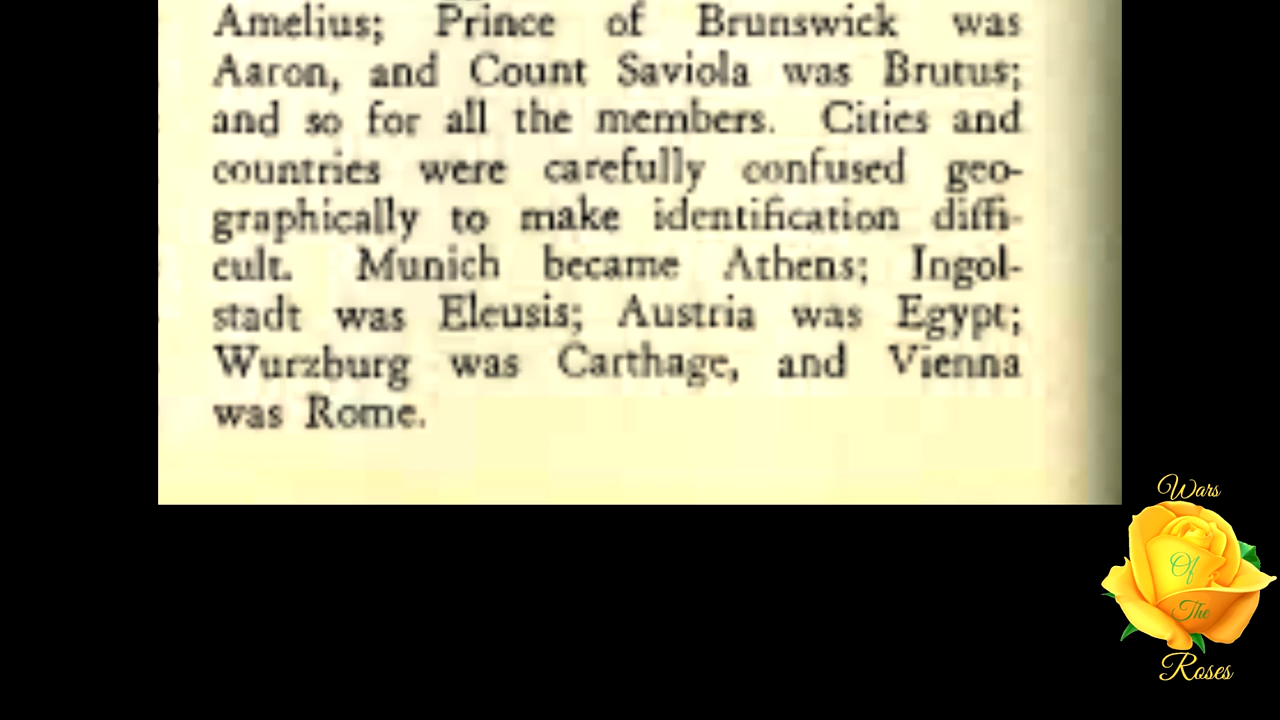 Amelius; Prince of Brunswick was
Aaron, and Count Saviola was Brutus;
and so for all the members. Cities and
countries were carefully confused geo-
graphically to make identification diffi-
cult. Munich became Athens; Ingol-
stadt was Eleusis; Austria was Egypt;
Wurzburg was Carthage, and Vienna
was Rome.
Wars
Of
The
Roses